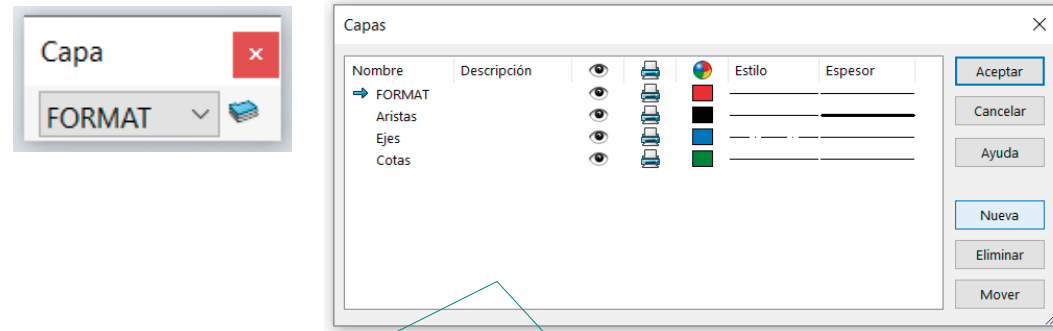 Capa
FORMAT
Capas
Nombre Descripción Estilo Espesor
FORMAT
Aristas
Ejes
Cotas
Aceptar
Cancelar
Ayuda
Nueva
Eliminar
Mover